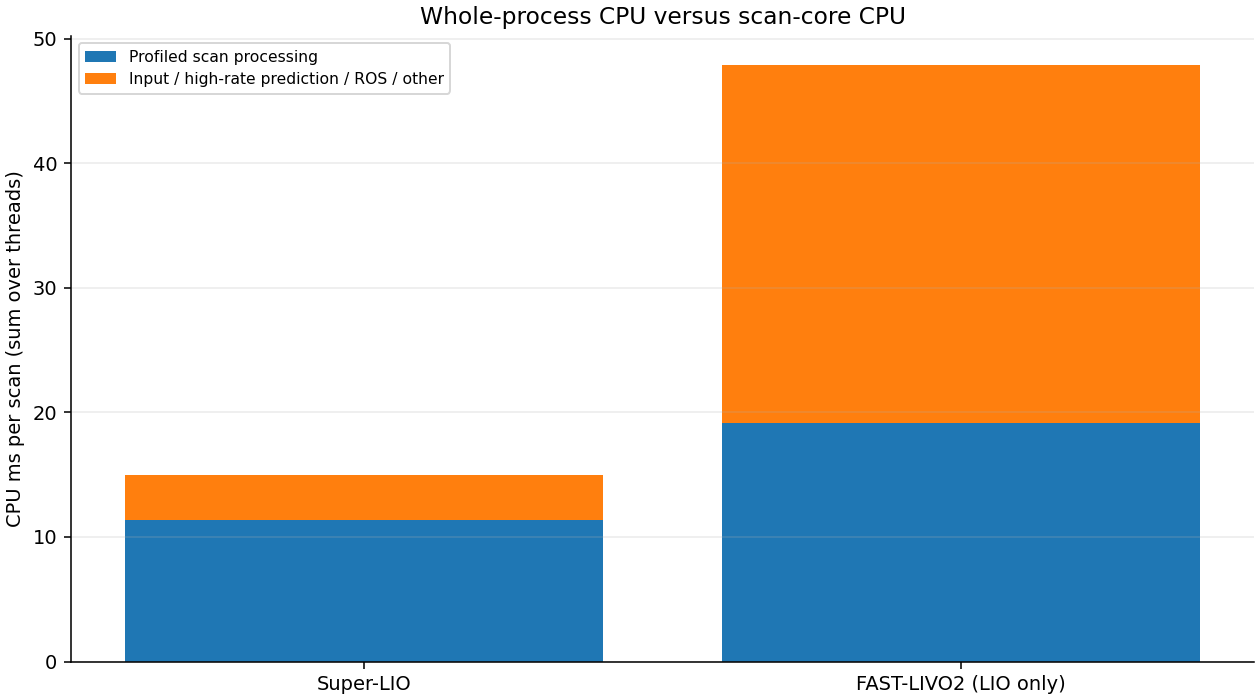 Whole-process CPU versus scan-core CPU
Profiled scan processing
Input / high-rate prediction / ROS / other
CPU ms per scan (sum over threads)
50
40
30
20
10
0
Super-LIO
FAST-LIVO2 (LIO only)